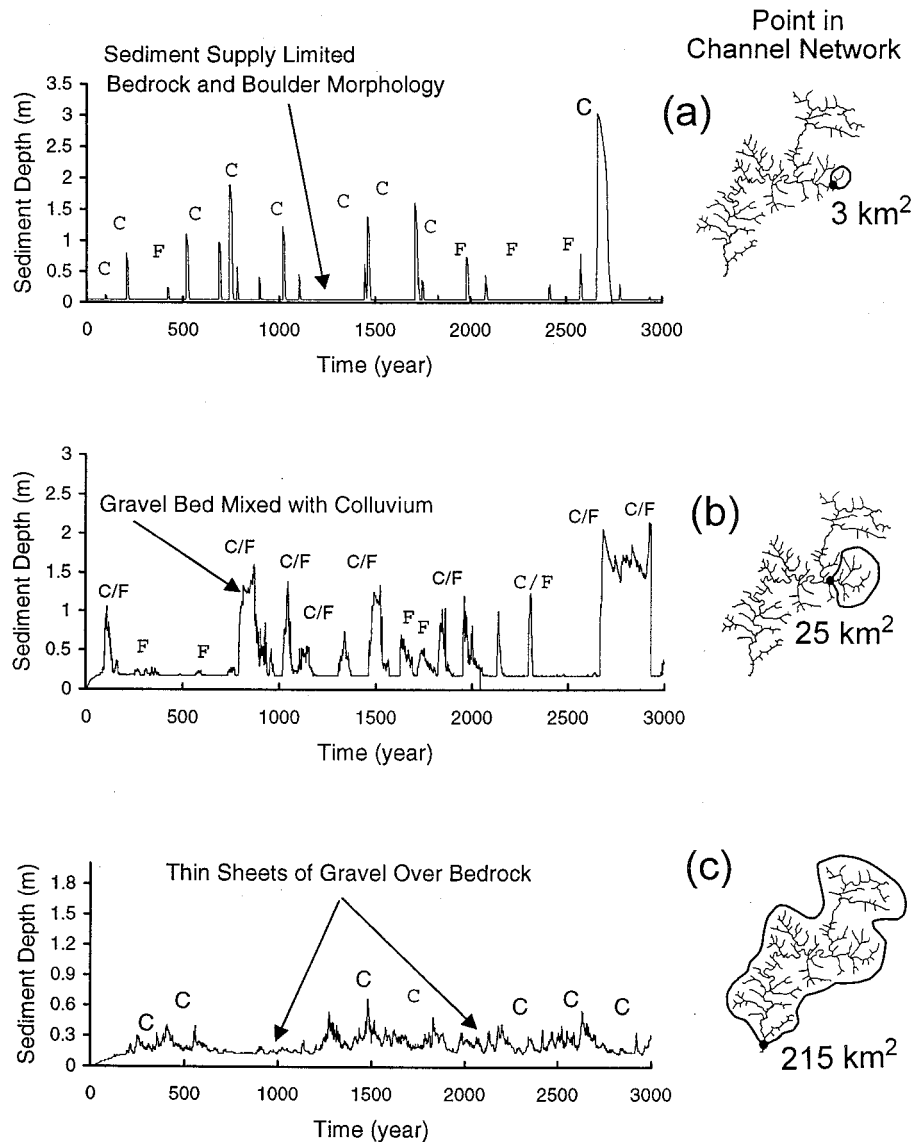 Point in
Channel Network
Sediment Supply Limited
Bedrock and Boulder Morphology
(a)
3 km²
Sediment Depth (m)
3.5
3
2.5
2
1.5
1
0.5
0
C
C
F
C
C
C
C
C
C
F
F
F
C
0 500 1000 1500 2000 2500 3000
Time (year)
(b)
25 km²
Gravel Bed Mixed with Colluvium
Sediment Depth (m)
3
2.5
2
1.5
1
0.5
0
C/F
F
F
C/F
C/F
C/F
C/F
F
F
C/F
C/F
C/F
C/F
0 500 1000 1500 2000 2500 3000
Time (year)
(c)
215 km²
Thin Sheets of Gravel Over Bedrock
Sediment Depth (m)
1.8
1.5
1.2
0.9
0.6
0.3
0
C
C
C
C
C
C
C
0 500 1000 1500 2000 2500 3000
Time (year)